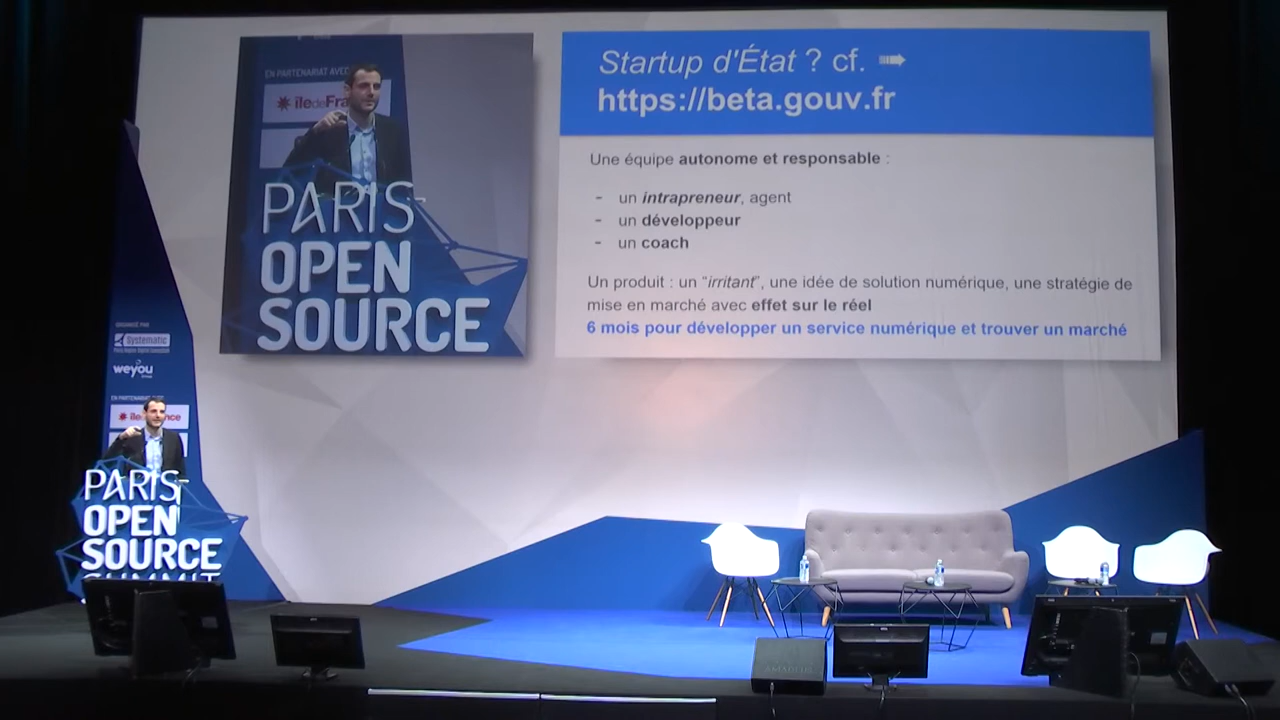 EN PARTENARIAT AVEC
îledeFra
PARIS
OPEN
SOURCE
Startup d'État ? cf. ➠
https://beta.gouv.fr
Une équipe autonome et responsable :
- un intrapreneur, agent
- un développeur
- un coach
Un produit : un “irritant”, une idée de solution numérique, une stratégie de
mise en marché avec effet sur le réel
6 mois pour développer un service numérique et trouver un marché
ORGANISÉ PAR
Systematic
weyou
EN PARTENARIAT AVEC
PARIS
OPEN
SOURCE
SUMMIT